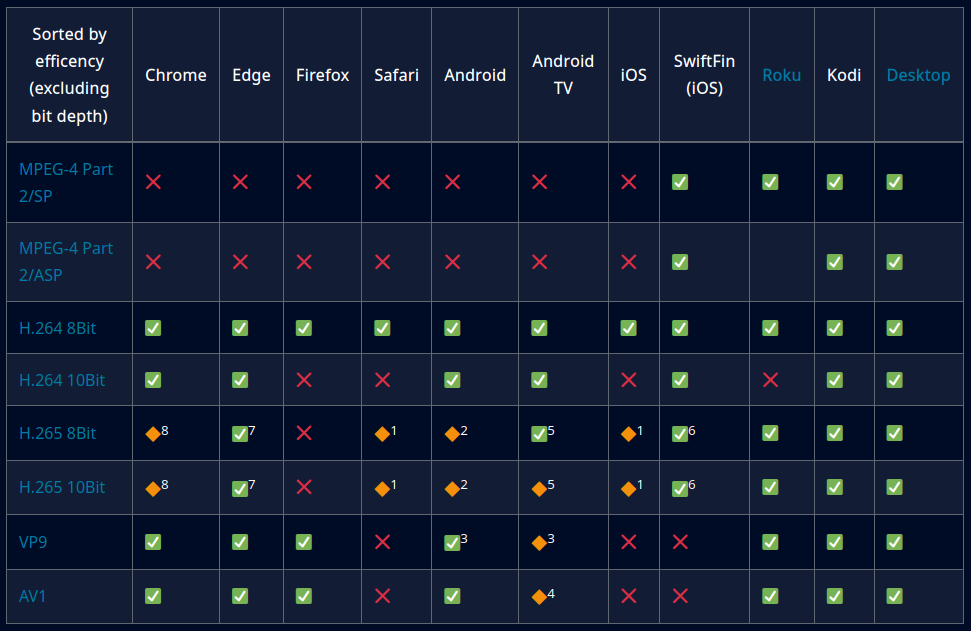 Sorted by
efficency
(excluding
bit depth)
Chrome
Edge
Firefox
Safari
Android
Android
TV
iOS
SwiftFin
(iOS)
Roku
Kodi
Desktop
MPEG-4 Part
2/SP
❌ ❌ ❌ ❌ ❌ ❌ ❌ ✅ ✅ ✅ ✅
MPEG-4 Part
2/ASP
❌ ❌ ❌ ❌ ❌ ❌ ❌ ✅ ✅ ✅
H.264 8Bit ✅ ✅ ✅ ✅ ✅ ✅ ✅ ✅ ✅ ✅ ✅
H.264 10Bit ✅ ✅ ❌ ❌ ✅ ✅ ❌ ✅ ❌ ✅ ✅
H.265 8Bit 🔶8 ✅7 ❌ 🔶1 🔶2 ✅5 🔶1 ✅6 ✅ ✅ ✅
H.265 10Bit 🔶8 ✅7 ❌ 🔶1 🔶2 🔶5 🔶1 ✅6 ✅ ✅ ✅
VP9 ✅ ✅ ✅ ❌ ✅3 🔶3 ❌ ❌ ✅ ✅ ✅
AV1 ✅ ✅ ✅ ❌ ✅ 🔶4 ❌ ❌ ✅ ✅ ✅